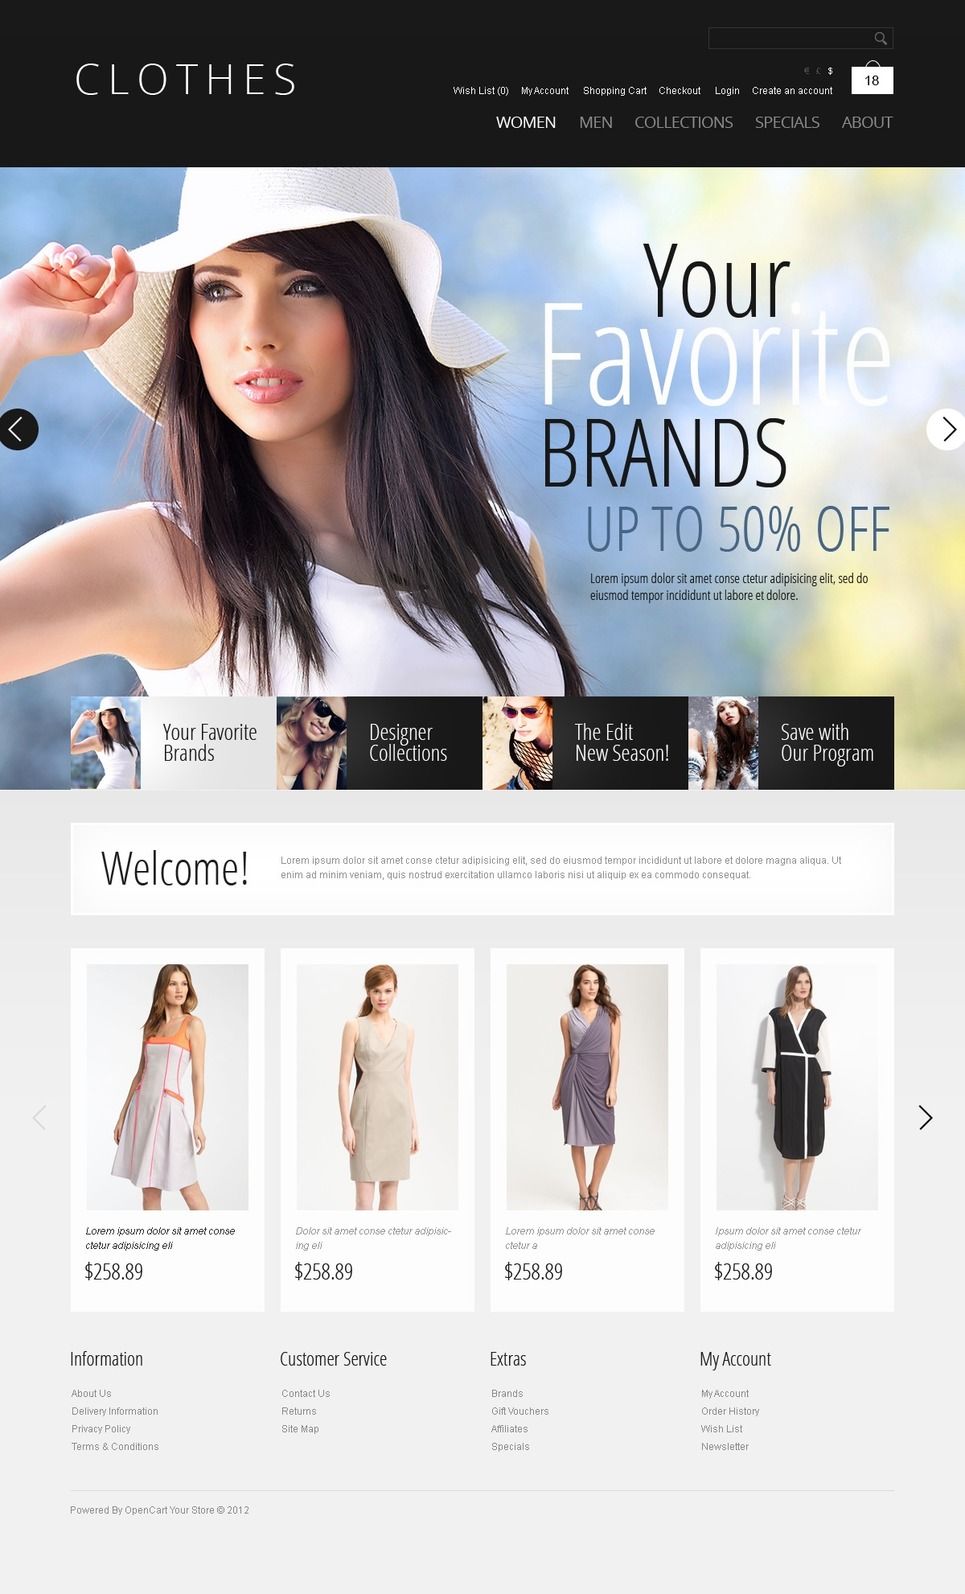 CLOTHES
€ £ $
18
Wish List (0) My Account Shopping Cart Checkout Login Create an account
WOMEN MEN COLLECTIONS SPECIALS ABOUT
Your
Favorite
BRANDS
UP TO 50% OFF
Lorem ipsum dolor sit amet conse ctetur adipisicing elit, sed do
eiusmod tempor incididunt ut labore et dolore.
Your Favorite
Brands
Designer
Collections
The Edit
New Season!
Save with
Our Program
Welcome!
Lorem ipsum dolor sit amet conse ctetur adipisicing elit, sed do eiusmod tempor incididunt ut labore et dolore magna aliqua. Ut
enim ad minim veniam, quis nostrud exercitation ullamco laboris nisi ut aliquip ex ea commodo consequat.
Lorem ipsum dolor sit amet conse
ctetur adipisicing eli
$258.89
Dolor sit amet conse ctetur adipisic-
ing eli
$258.89
Lorem ipsum dolor sit amet conse
ctetur a
$258.89
Ipsum dolor sit amet conse ctetur
adipisicing eli
$258.89
Information
About Us
Delivery Information
Privacy Policy
Terms & Conditions
Customer Service
Contact Us
Returns
Site Map
Extras
Brands
Gift Vouchers
Affiliates
Specials
My Account
My Account
Order History
Wish List
Newsletter
Powered By OpenCart Your Store © 2012